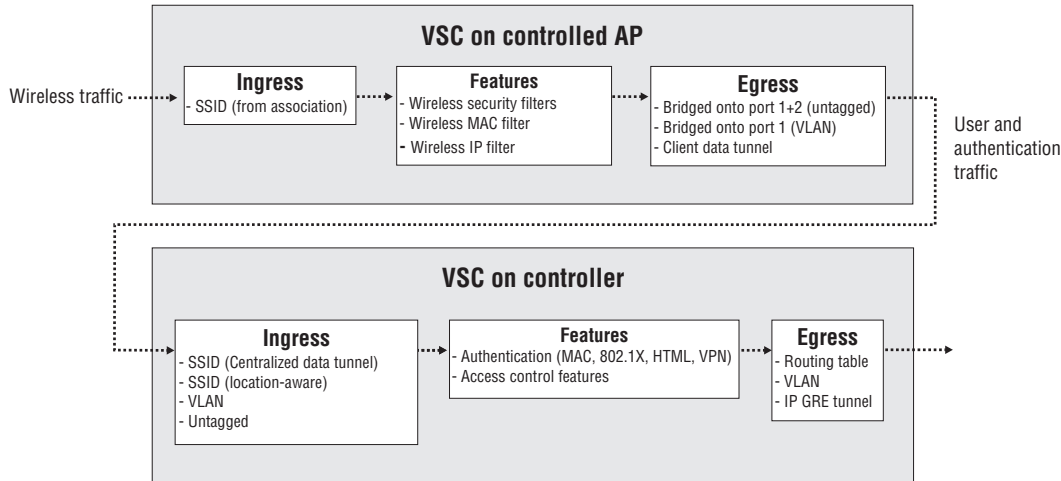 VSC on controlled AP
Wireless traffic
Ingress
- SSID (from association)
Features
- Wireless security filters
- Wireless MAC filter
- Wireless IP filter
Egress
- Bridged onto port 1+2 (untagged)
- Bridged onto port 1 (VLAN)
- Client data tunnel
User and
authentication
traffic
VSC on controller
Ingress
- SSID (Centralized data tunnel)
- SSID (location-aware)
- VLAN
- Untagged
Features
- Authentication (MAC, 802.1X, HTML, VPN)
- Access control features
Egress
- Routing table
- VLAN
- IP GRE tunnel